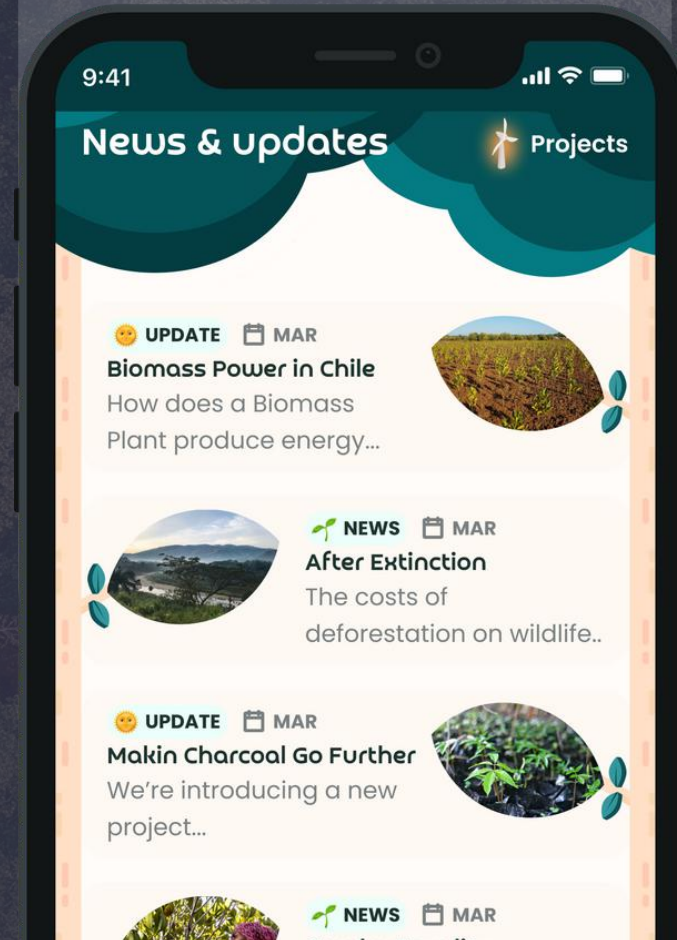 9:41
News & updates
Projects
UPDATE MAR
Biomass Power in Chile
How does a Biomass
Plant produce energy...
NEWS MAR
After Extinction
The costs of
deforestation on wildlife..
UPDATE MAR
Makin Charcoal Go Further
We're introducing a new
project...
NEWS MAR